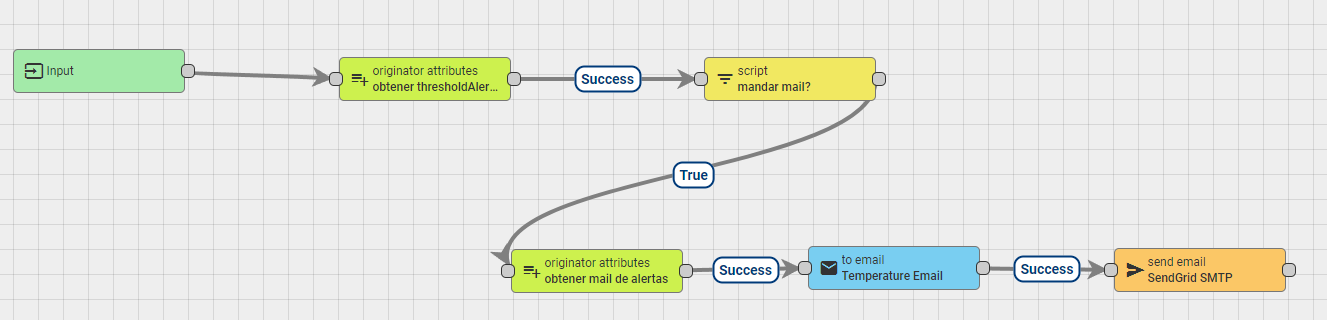 Input
originator attributes
obtener thresholdAler...
Success
script
mandar mail?
True
originator attributes
obtener mail de alertas
Success
to email
Temperature Email
Success
send email
SendGrid SMTP